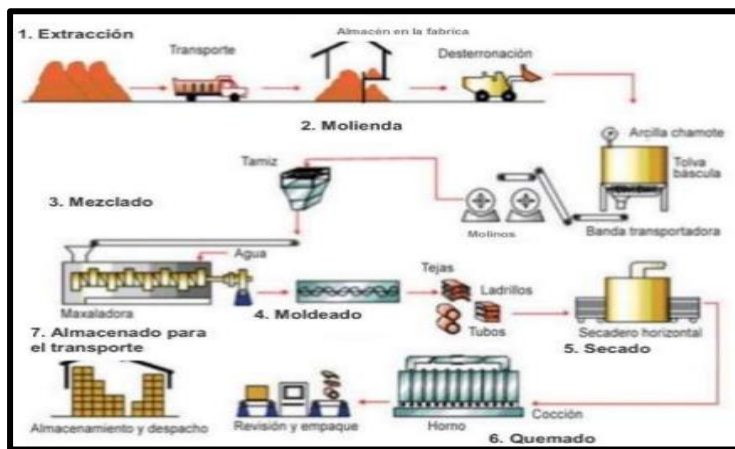 1. Extracción
Transporte
Almacén en la fabrica
Desterronación
2. Molienda
Arcilla chamote
Tolva
báscula
Tamiz
Molinos
Banda transportadora
3. Mezclado
Agua
Maxaladora
4. Moldeado
Tejas
Ladrillos
Tubos
Secadero horizontal
5. Secado
7. Almacenado para
el transporte
Almacenamiento y despacho
Revisión y empaque
Horno
Cocción
6. Quemado